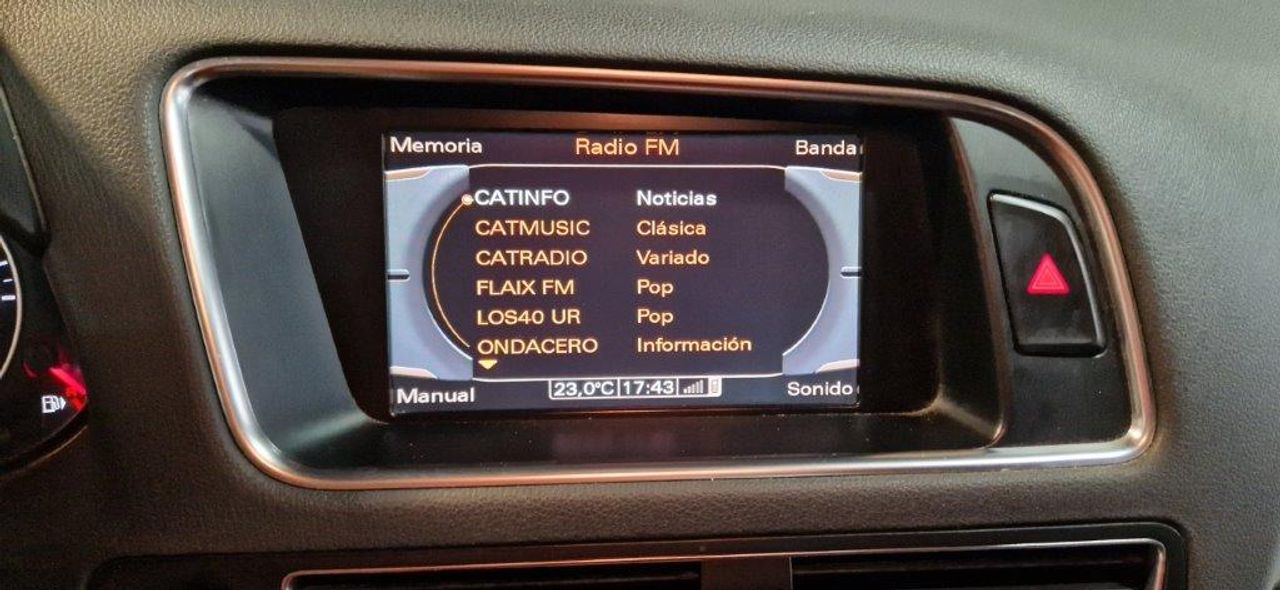 Memoria Radio FM Banda
CATINFO Noticias
CATMUSIC Clásica
CATRADIO Variado
FLAIX FM Pop
LOS40 UR Pop
ONDACERO Información
Manual 23,0°C 17:43 Sonido